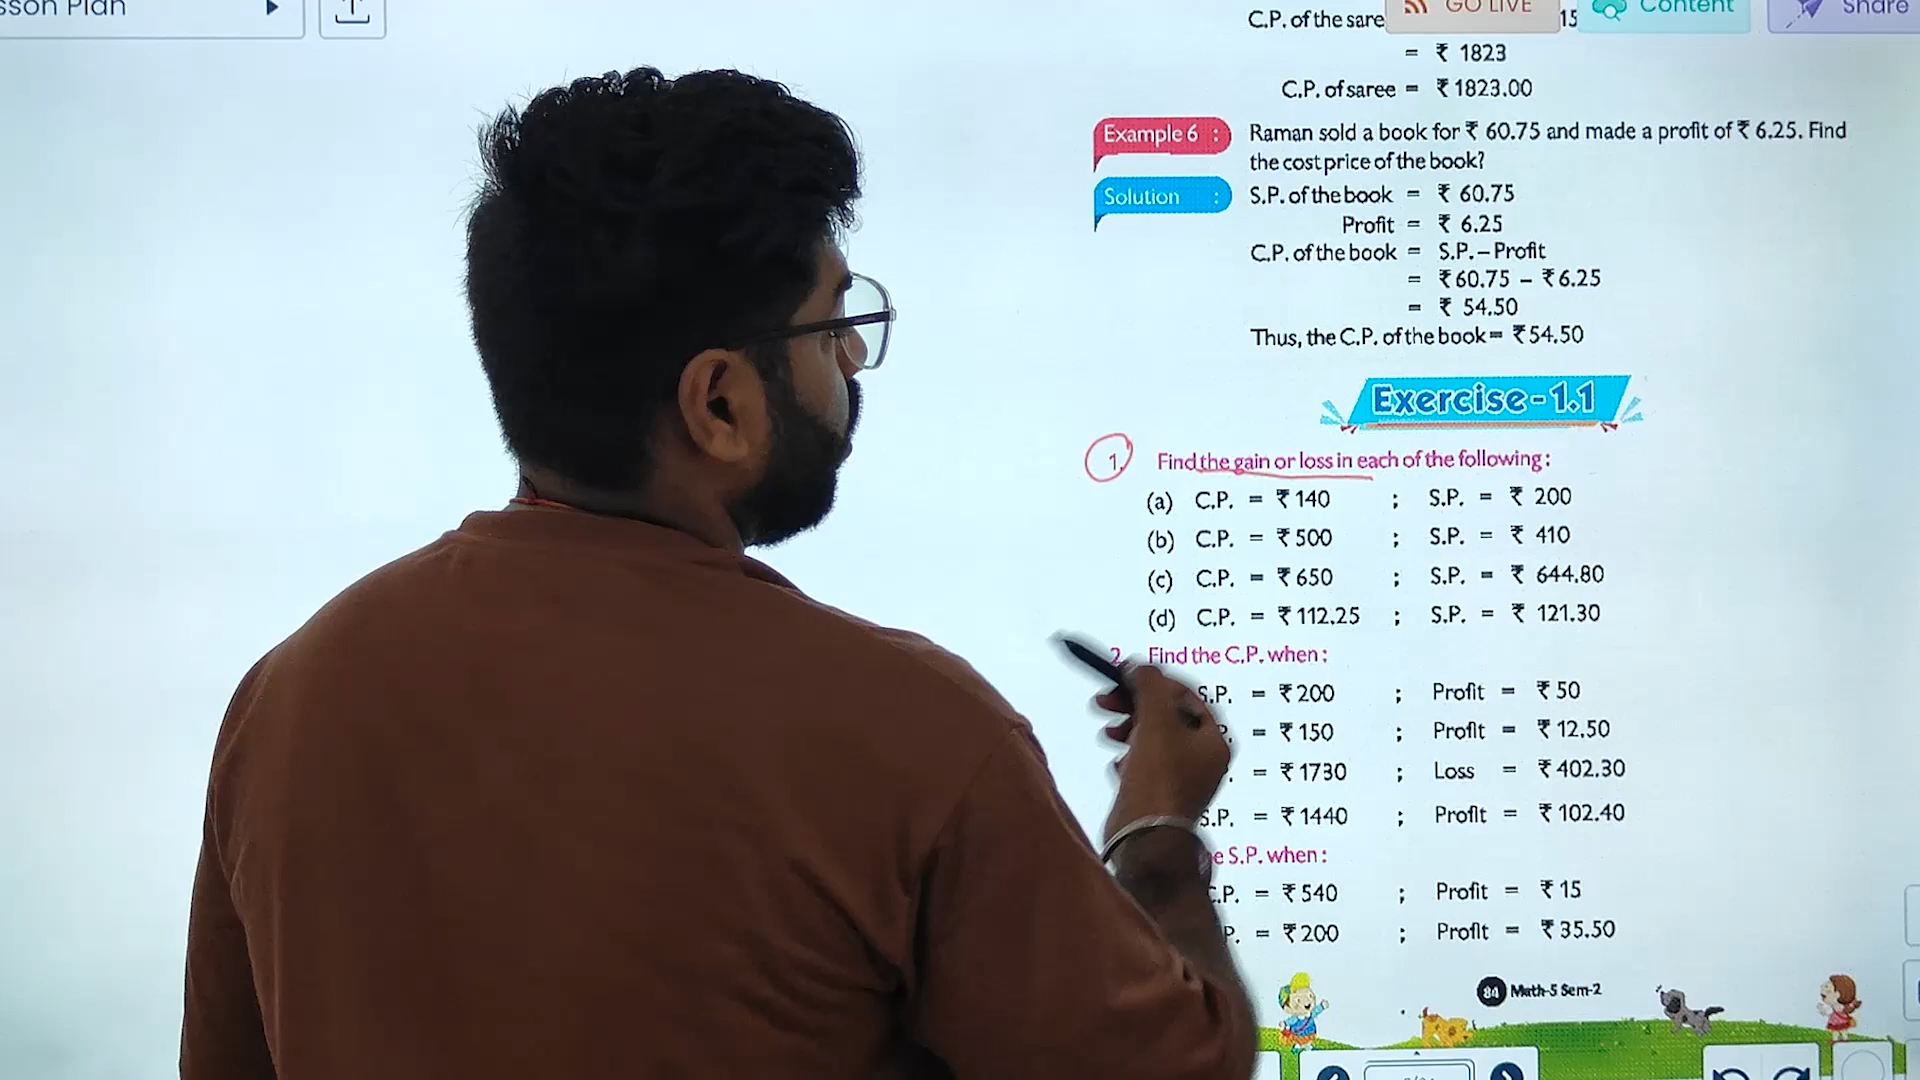 sson Plan
GO LIVE
Content
Share
C.P. of the sare 15
= ₹ 1823
C.P. of saree = ₹ 1823.00
Example 6 : Raman sold a book for ₹ 60.75 and made a profit of ₹ 6.25. Find
the cost price of the book?
Solution : S.P. of the book = ₹ 60.75
Profit = ₹ 6.25
C.P. of the book = S.P. – Profit
= ₹ 60.75 – ₹ 6.25
= ₹ 54.50
Thus, the C.P. of the book = ₹ 54.50
Exercise-1.1
1. Find the gain or loss in each of the following :
(a) C.P. = ₹ 140 ; S.P. = ₹ 200
(b) C.P. = ₹ 500 ; S.P. = ₹ 410
(c) C.P. = ₹ 650 ; S.P. = ₹ 644.80
(d) C.P. = ₹ 112.25 ; S.P. = ₹ 121.30
2. Find the C.P. when :
S.P. = ₹ 200 ; Profit = ₹ 50
P. = ₹ 150 ; Profit = ₹ 12.50
= ₹ 1730 ; Loss = ₹ 402.30
S.P. = ₹ 1440 ; Profit = ₹ 102.40
e S.P. when :
C.P. = ₹ 540 ; Profit = ₹ 15
P. = ₹ 200 ; Profit = ₹ 35.50
84 Math-5 Sem-2